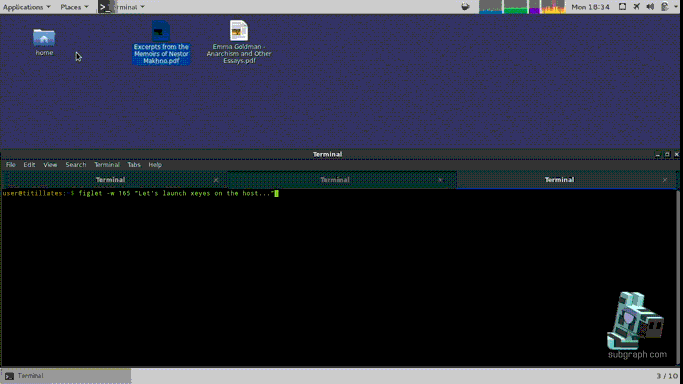 Applications Places Terminal Mon 18:34
home
Excerpts from the
Memoirs of Nestor
Makhno.pdf
Emma Goldman -
Anarchism and Other
Essays.pdf
Terminal
File Edit View Search Terminal Tabs Help
Terminal Terminal Terminal
user@titillates: $ figlet -w 165 "Let's launch xeyes on the host..."
subgraph.com
Terminal 3 / 10